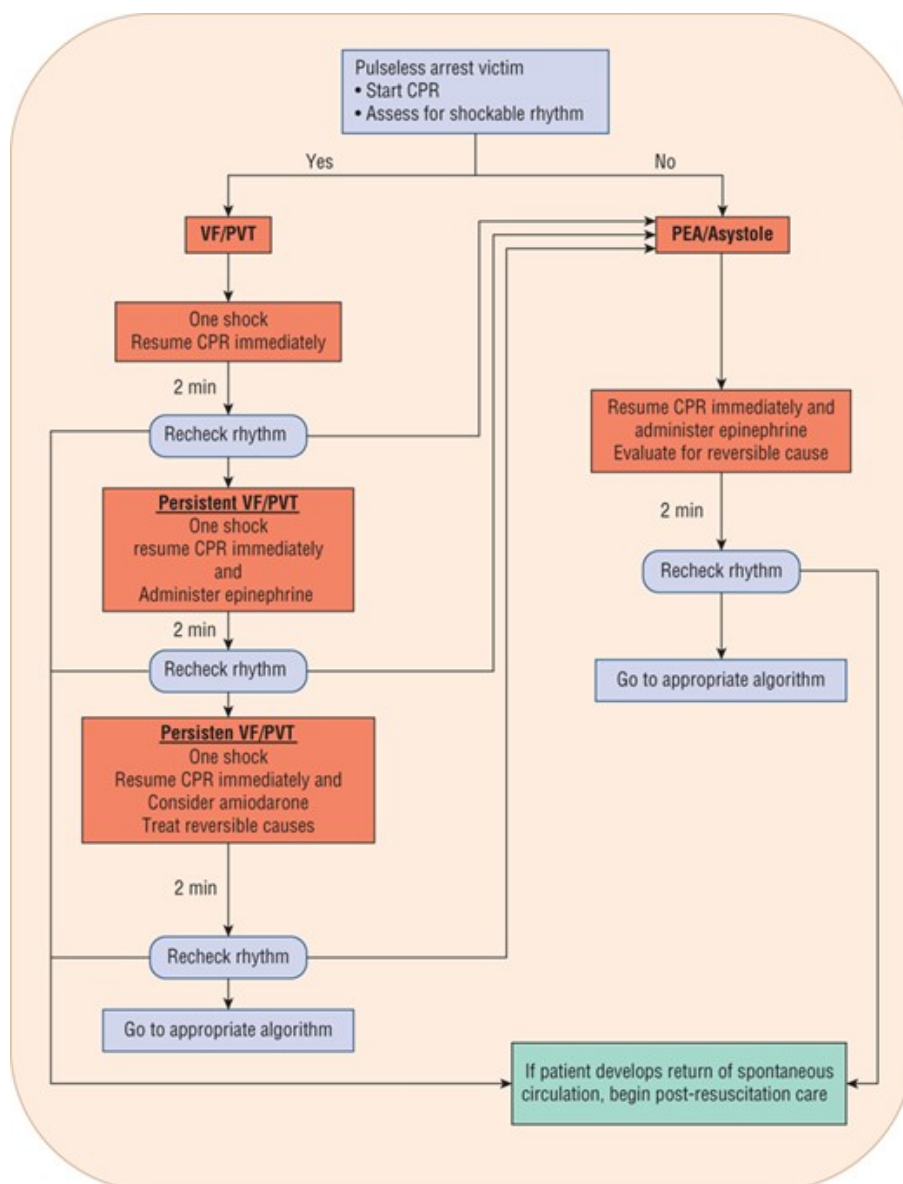 Pulseless arrest victim
• Start CPR
• Assess for shockable rhythm
Yes
No
VF/PVT
PEA/Asystole
One shock
Resume CPR immediately
2 min
Recheck rhythm
Persistent VF/PVT
One shock
resume CPR immediately
and
Administer epinephrine
2 min
Recheck rhythm
Persisten VF/PVT
One shock
Resume CPR immediately and
Consider amiodarone
Treat reversible causes
2 min
Recheck rhythm
Go to appropriate algorithm
Resume CPR immediately and
administer epinephrine
Evaluate for reversible cause
2 min
Recheck rhythm
Go to appropriate algorithm
If patient develops return of spontaneous
circulation, begin post-resuscitation care